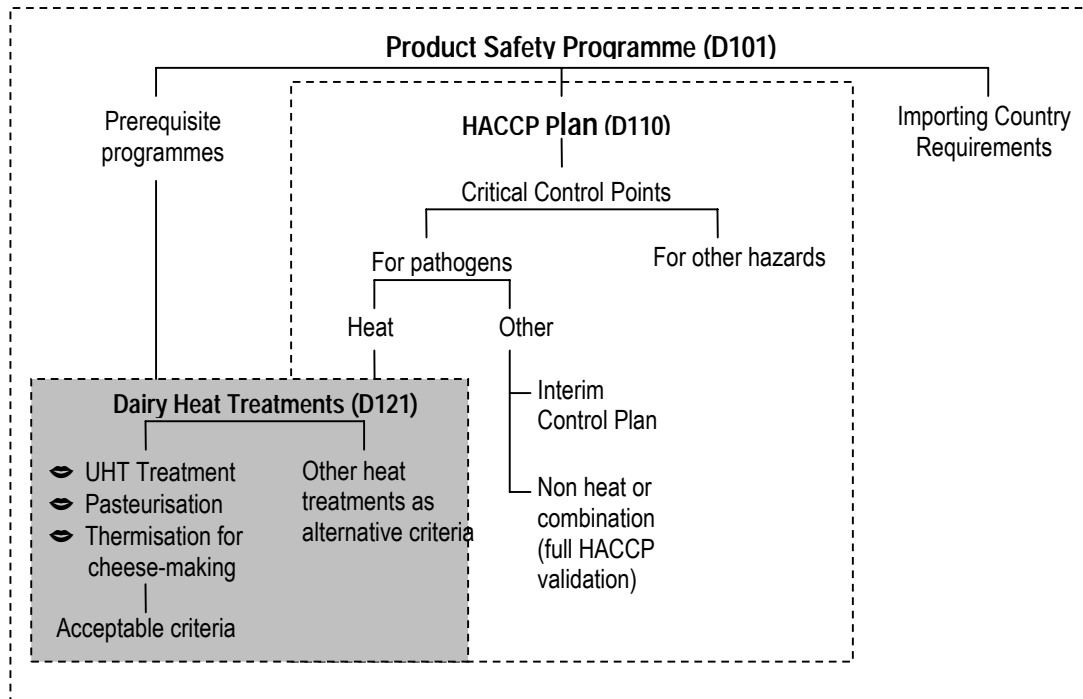 Product Safety Programme (D101)
Prerequisite
programmes
HACCP Plan (D110)
Importing Country
Requirements
Critical Control Points
For pathogens
For other hazards
Heat
Other
Interim
Control Plan
Non heat or
combination
(full HACCP
validation)
Dairy Heat Treatments (D121)
UHT Treatment
Pasteurisation
Thermisation for
cheese-making
Acceptable criteria
Other heat
treatments as
alternative criteria